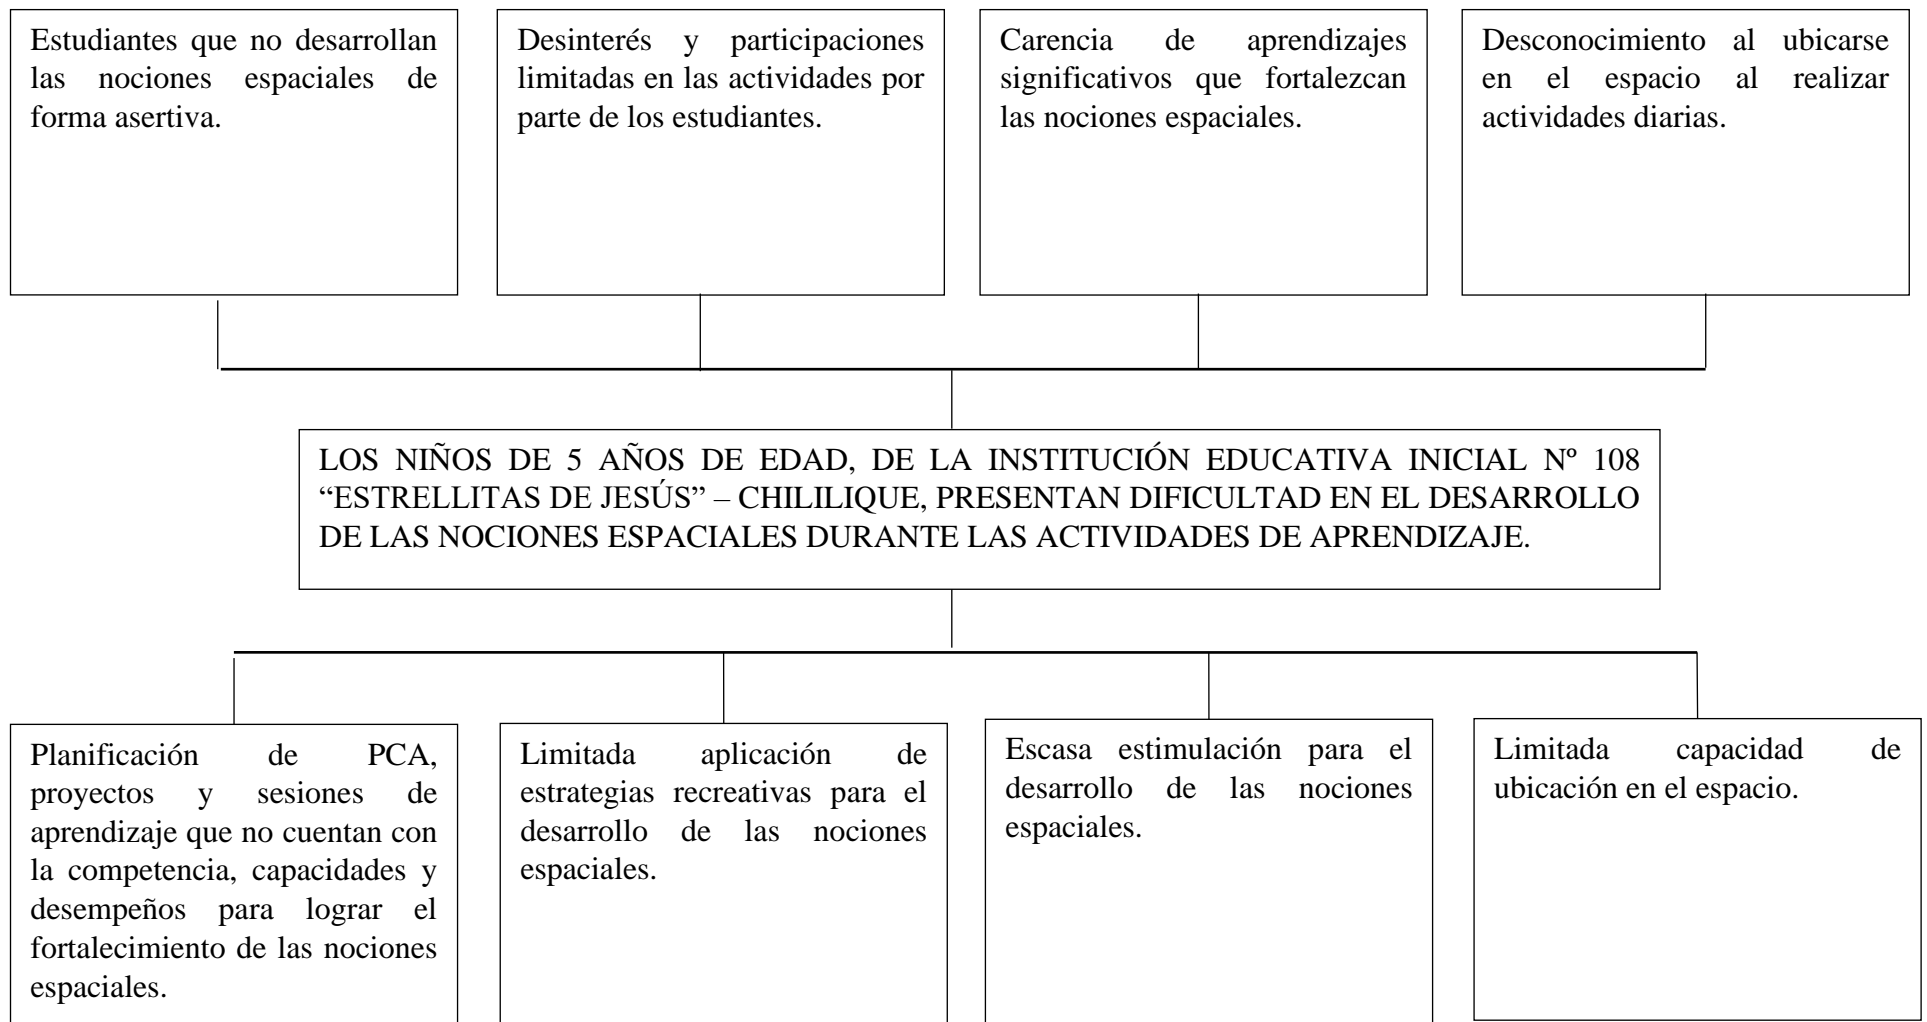 Estudiantes que no desarrollan
las nociones espaciales de
forma asertiva.
Desinterés y participaciones
limitadas en las actividades por
parte de los estudiantes.
Carencia de aprendizajes
significativos que fortalezcan
las nociones espaciales.
Desconocimiento al ubicarse
en el espacio al realizar
actividades diarias.
LOS NIÑOS DE 5 AÑOS DE EDAD, DE LA INSTITUCIÓN EDUCATIVA INICIAL Nº 108
“ESTRELLITAS DE JESÚS” – CHILILIQUE, PRESENTAN DIFICULTAD EN EL DESARROLLO
DE LAS NOCIONES ESPACIALES DURANTE LAS ACTIVIDADES DE APRENDIZAJE.
Planificación de PCA,
proyectos y sesiones de
aprendizaje que no cuentan con
la competencia, capacidades y
desempeños para lograr el
fortalecimiento de las nociones
espaciales.
Limitada aplicación de
estrategias recreativas para el
desarrollo de las nociones
espaciales.
Escasa estimulación para el
desarrollo de las nociones
espaciales.
Limitada capacidad de
ubicación en el espacio.